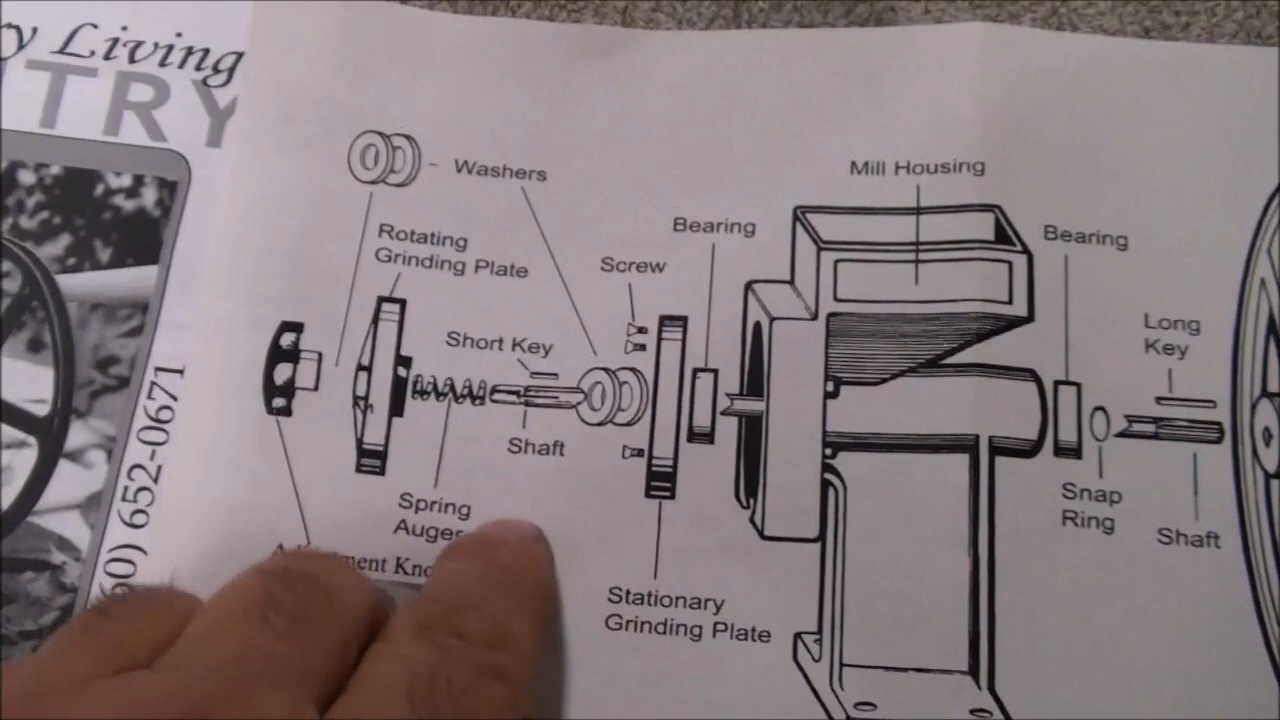 Living
TRY
Washers
Mill Housing
Rotating
Grinding Plate
Bearing
Bearing
Screw
Short Key
Long
Key
Shaft
Spring
Auger
Snap
Ring
Shaft
Stationary
Grinding Plate
652-0671